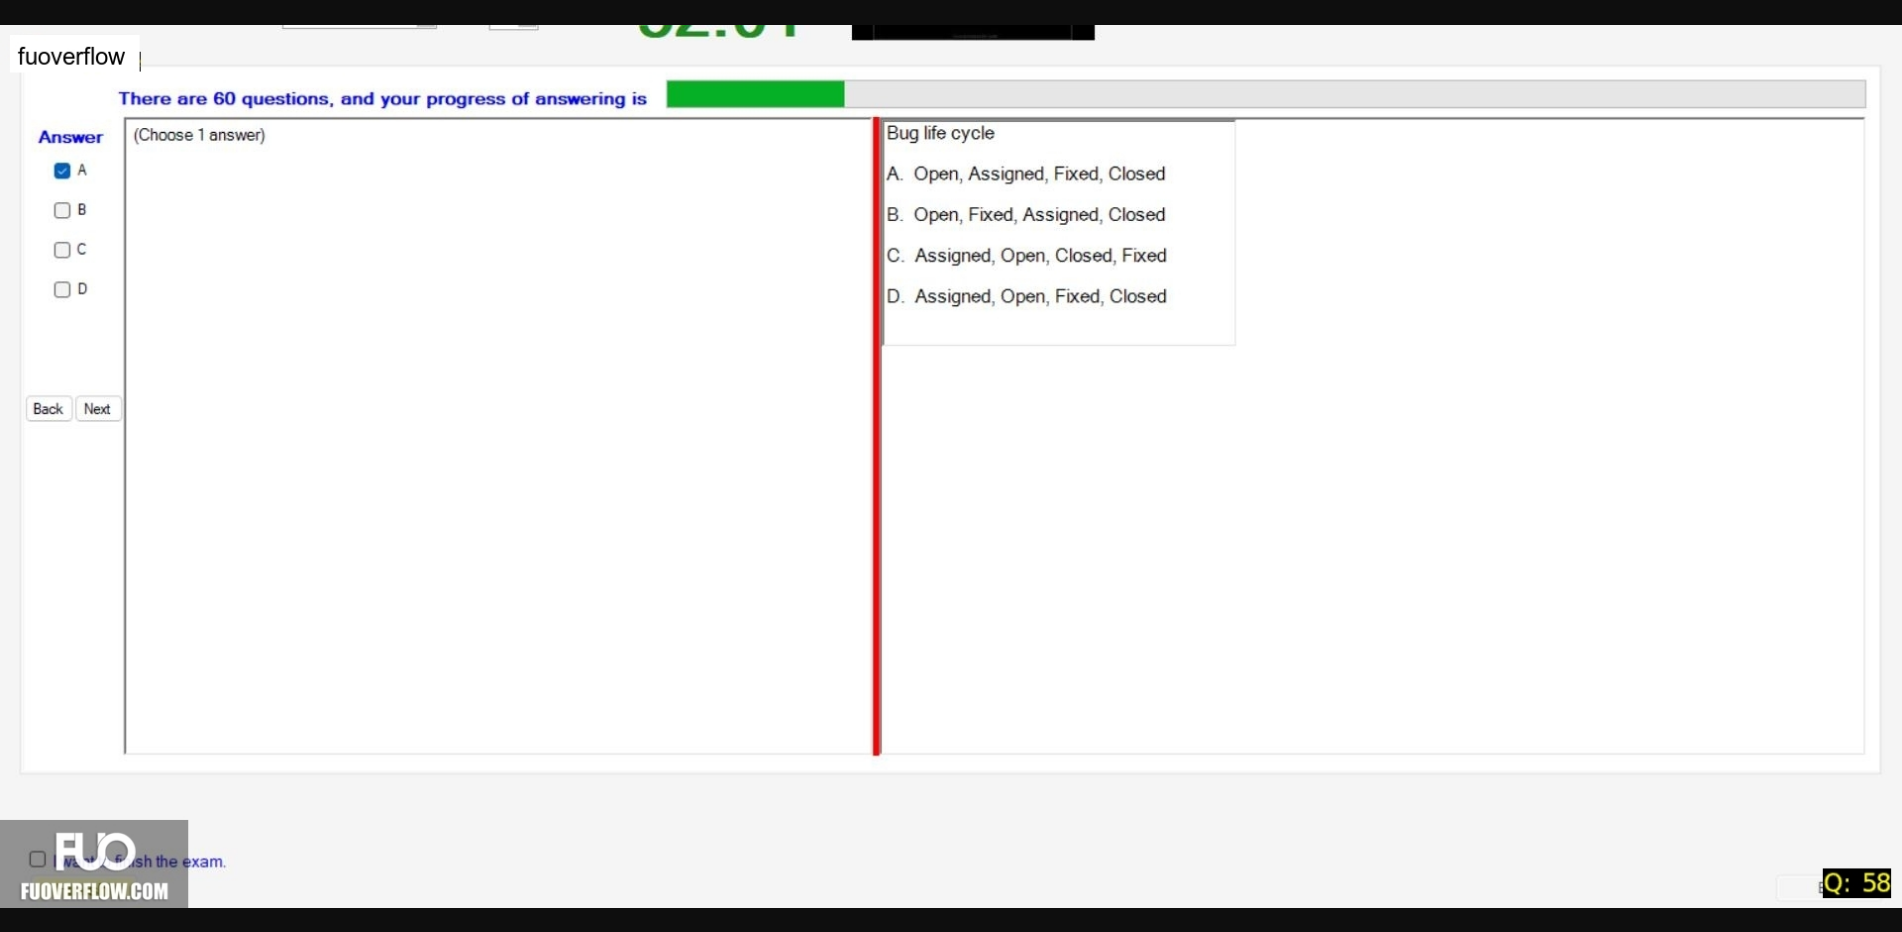 fuoverflow
There are 60 questions, and your progress of answering is
Answer
(Choose 1 answer)
A
B
C
D
Back Next
Bug life cycle
A. Open, Assigned, Fixed, Closed
B. Open, Fixed, Assigned, Closed
C. Assigned, Open, Closed, Fixed
D. Assigned, Open, Fixed, Closed
FUO
finish the exam.
FUOVERFLOW.COM
Q: 58